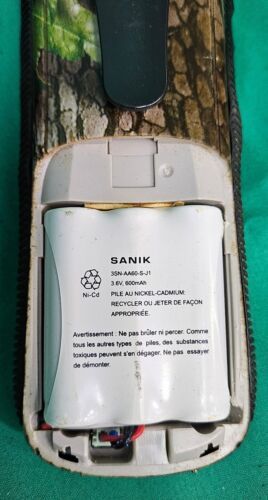 SANIK
3SN-AA60-S-J1
3.6V, 600mAh
Ni-Cd
PILE AU NICKEL-CADMIUM:
RECYCLER OU JETER DE FAÇON
APPROPRIÉE.
Avertissement : Ne pas brûler ni percer. Comme
tous les autres types de piles, des substances
toxiques peuvent s'en dégager. Ne pas essayer
de démonter.